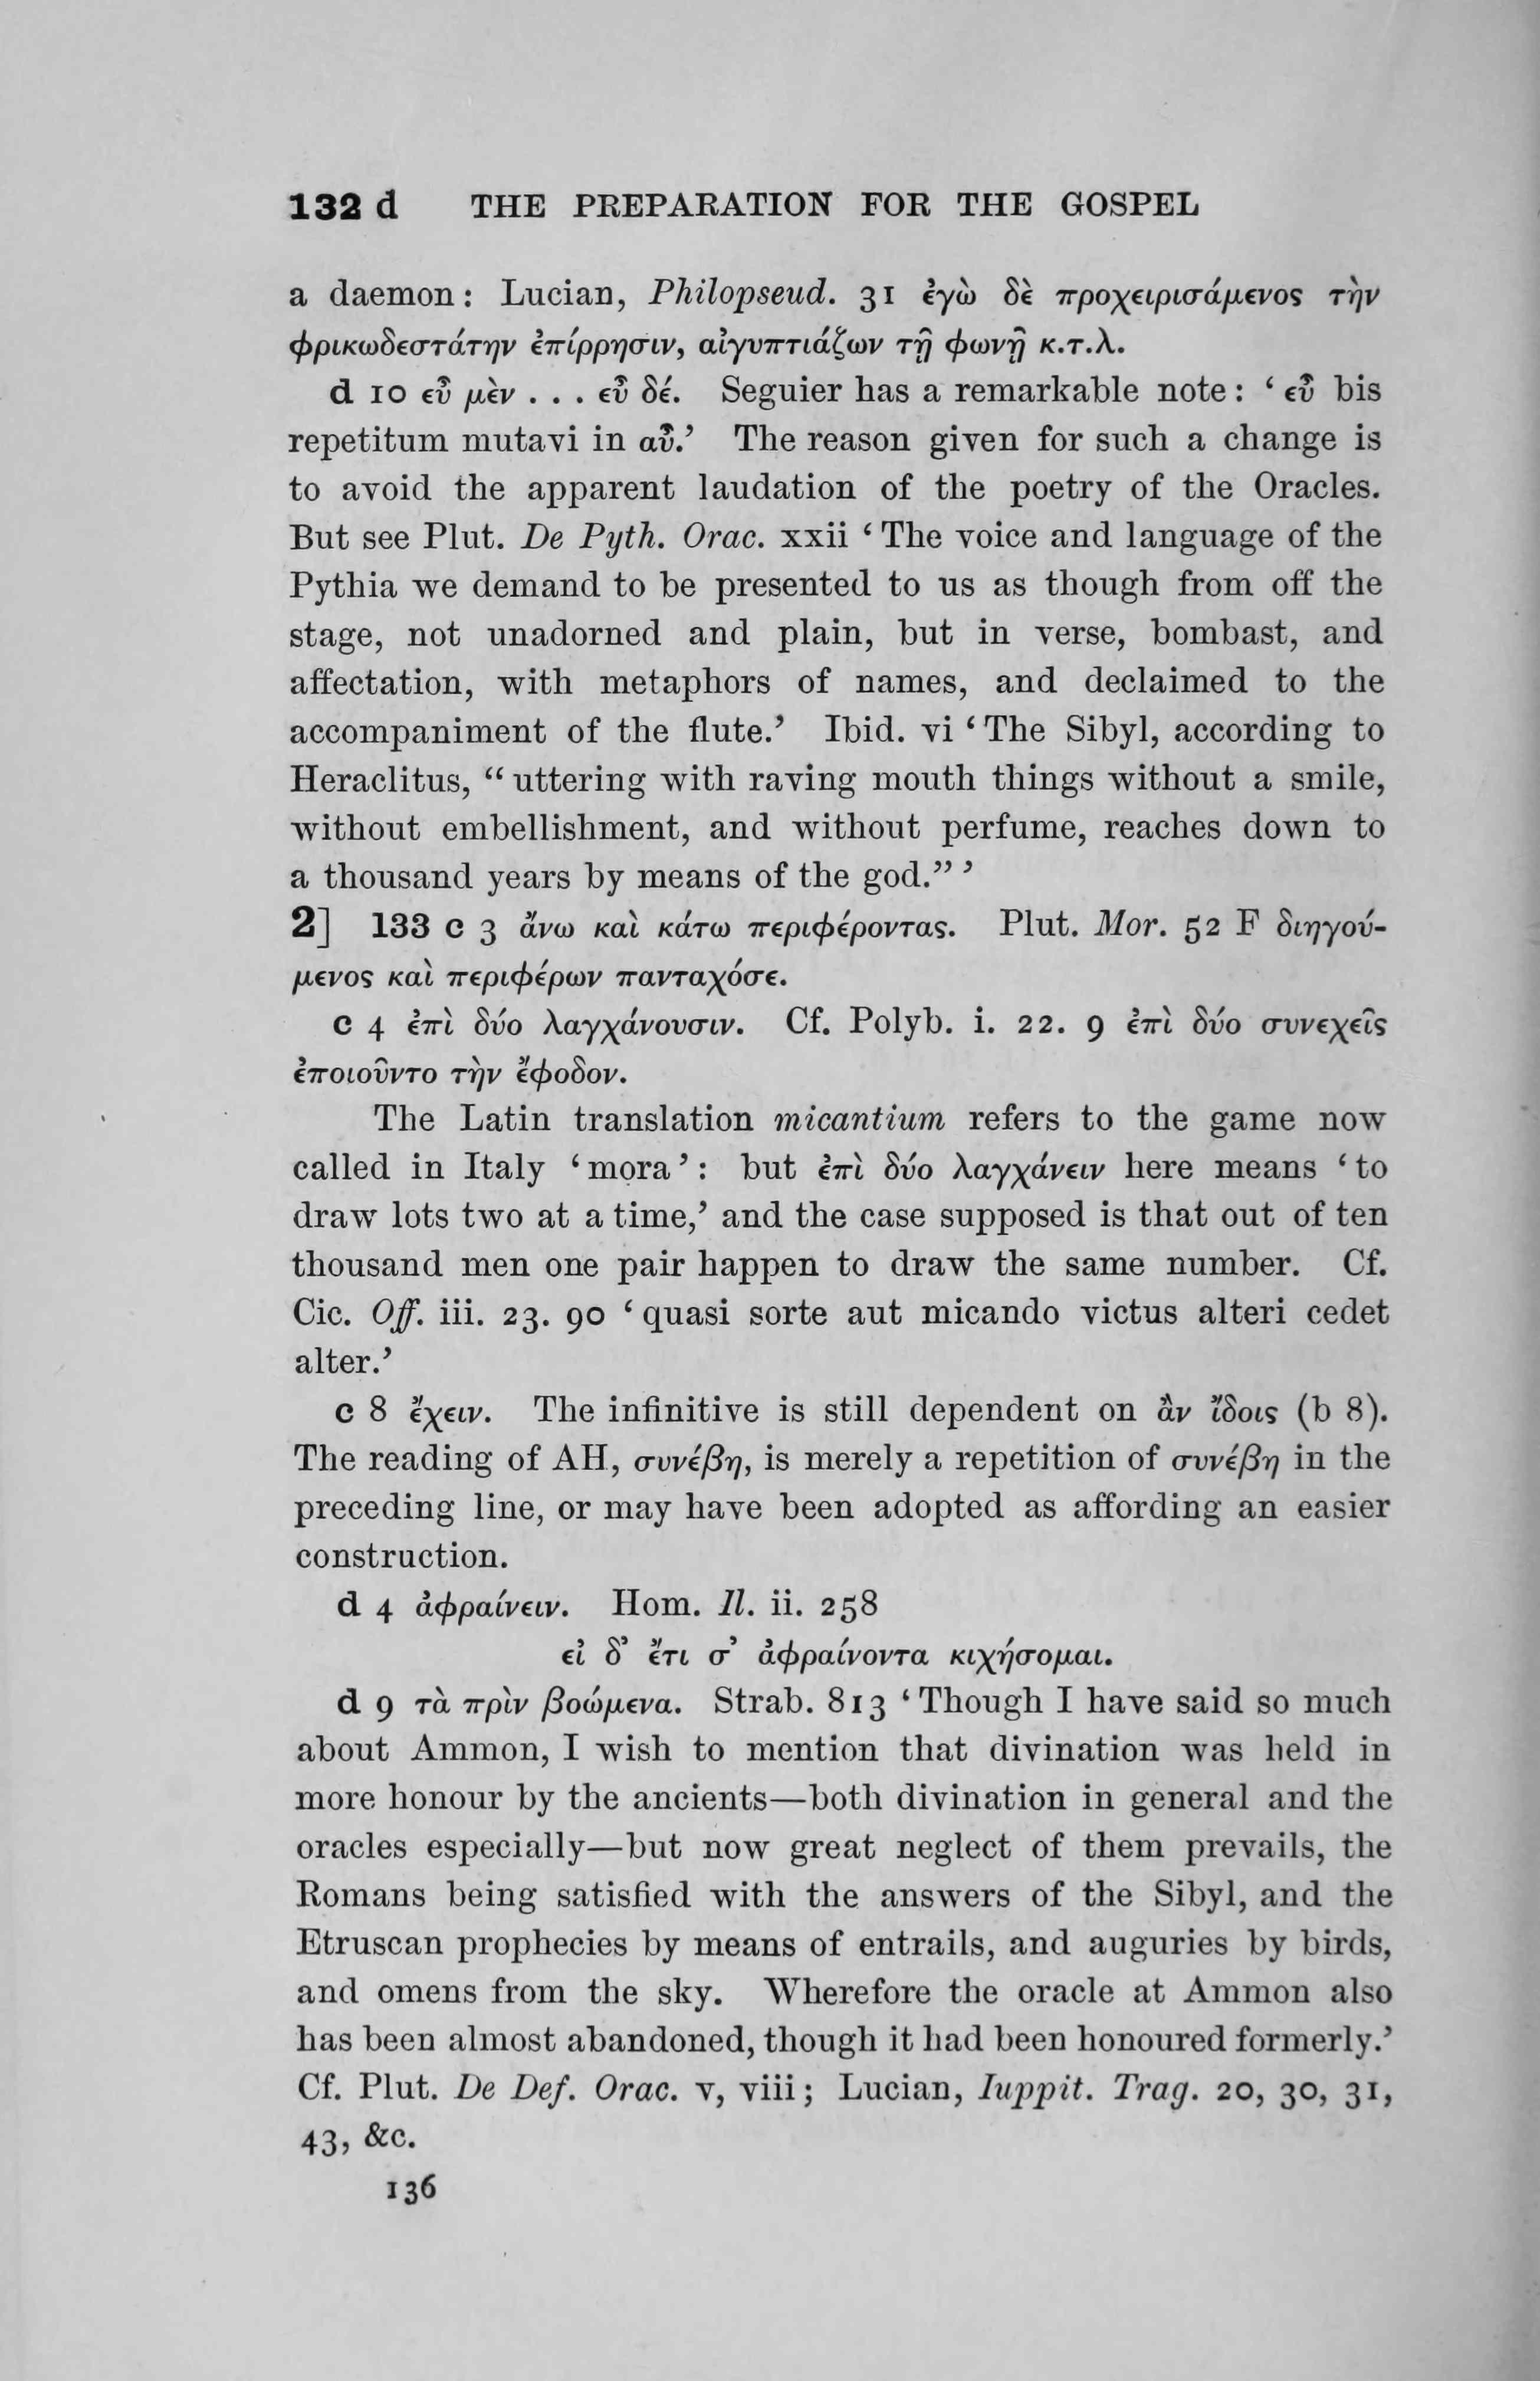 132 d THE PREPARATION FOR THE GOSPEL
a daemon: Lucian, Philopseud. 31 ἐγὼ δὲ προχειρισάμενος τὴν
φρικωδεστάτην ἐπίρρησιν, αἰγυπτιάζων τῇ φωνῇ κ.τ.λ.
d 10 εὖ μὲν . . . εὖ δέ. Seguier has a remarkable note: ‘ εὖ bis
repetitum mutavi in αὖ.’ The reason given for such a change is
to avoid the apparent laudation of the poetry of the Oracles.
But see Plut. De Pyth. Orac. xxii ‘ The voice and language of the
Pythia we demand to be presented to us as though from off the
stage, not unadorned and plain, but in verse, bombast, and
affectation, with metaphors of names, and declaimed to the
accompaniment of the flute.’ Ibid. vi ‘ The Sibyl, according to
Heraclitus, “ uttering with raving mouth things without a smile,
without embellishment, and without perfume, reaches down to
a thousand years by means of the god.” ’
2] 133 c 3 ἄνω καὶ κάτω περιφέροντας. Plut. Mor. 52 F διηγού-
μενος καὶ περιφέρων πανταχόσε.
c 4 ἐπὶ δύο λαγχάνουσιν. Cf. Polyb. i. 22. 9 ἐπὶ δύο συνεχεῖς
ἐποιοῦντο τὴν ἔφοδον.
The Latin translation micantium refers to the game now
called in Italy ‘ mora ’: but ἐπὶ δύο λαγχάνειν here means ‘ to
draw lots two at a time,’ and the case supposed is that out of ten
thousand men one pair happen to draw the same number. Cf.
Cic. Off. iii. 23. 90 ‘ quasi sorte aut micando victus alteri cedet
alter.’
c 8 ἔχειν. The infinitive is still dependent on ἂν ἴδοις (b 8).
The reading of AH, συνέβη, is merely a repetition of συνέβη in the
preceding line, or may have been adopted as affording an easier
construction.
d 4 ἀφραίνειν. Hom. Il. ii. 258
εἰ δ’ ἔτι σ’ ἀφραίνοντα κιχήσομαι.
d 9 τὰ πρὶν βοώμενα. Strab. 813 ‘ Though I have said so much
about Ammon, I wish to mention that divination was held in
more honour by the ancients—both divination in general and the
oracles especially—but now great neglect of them prevails, the
Romans being satisfied with the answers of the Sibyl, and the
Etruscan prophecies by means of entrails, and auguries by birds,
and omens from the sky. Wherefore the oracle at Ammon also
has been almost abandoned, though it had been honoured formerly.’
Cf. Plut. De Def. Orac. v, viii; Lucian, Iuppit. Trag. 20, 30, 31,
43, &c.
136